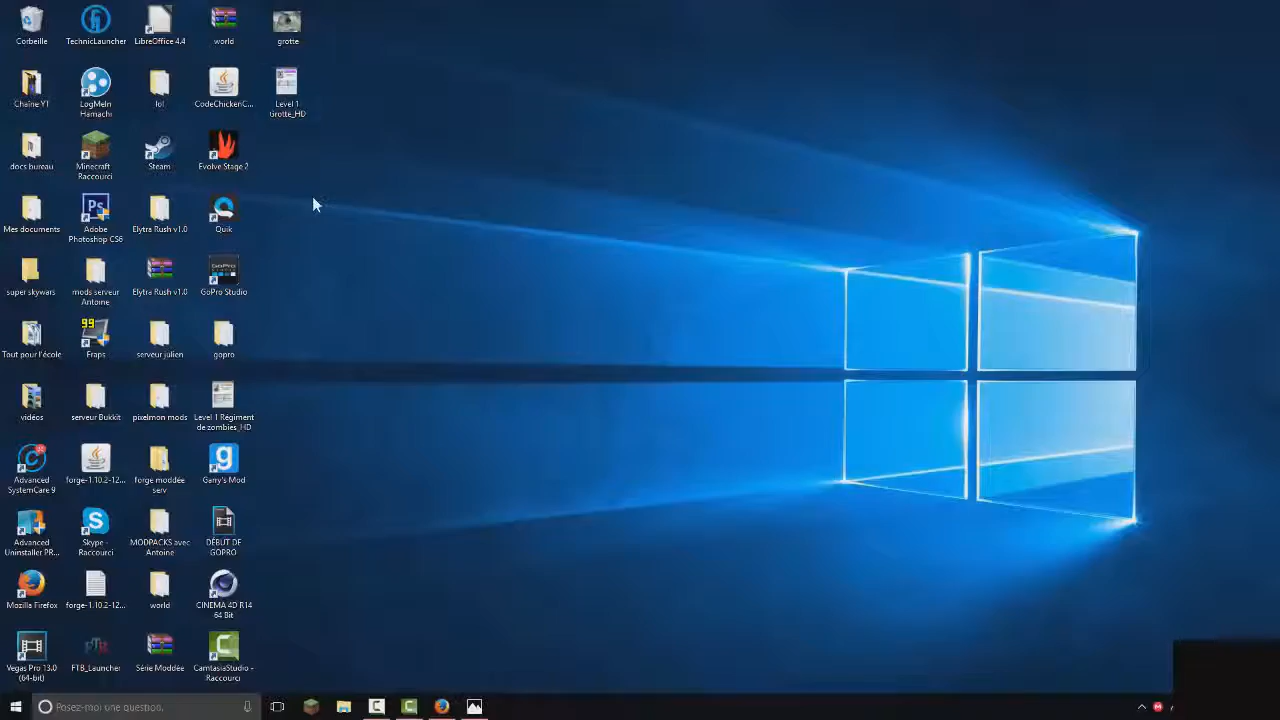 Corbeille
TechnicLauncher
LibreOffice 4.4
world
grotte
Chaîne YT
LogMeIn
Hamachi
lol
CodeChickenC...
Level 1
Grotte_HD
docs bureau
Minecraft
Raccourci
Steam
Evolve Stage 2
Mes documents
Ps
Adobe
Photoshop CS6
Elytra Rush v1.0
Quik
super skywars
mods serveur
Antoine
Elytra Rush v1.0
GoPro
GoPro Studio
Tout pour l'école
99
Fraps
serveur julien
gopro
vidéos
serveur Bukkit
pixelmon mods
Level 1 Régiment
de zombies_HD
Advanced
SystemCare 9
forge-1.10.2-12...
forge moddée
serv
g
Garry's Mod
Advanced
Uninstaller PR...
Skype -
Raccourci
MODPACKS avec
Antoine
DÉBUT DE
GOPRO
Mozilla Firefox
forge-1.10.2-12...
world
CINEMA 4D R14
64 Bit
Vegas Pro 13.0
(64-bit)
FTB_Launcher
Série Moddée
CamtasiaStudio -
Raccourci
Posez-moi une question.